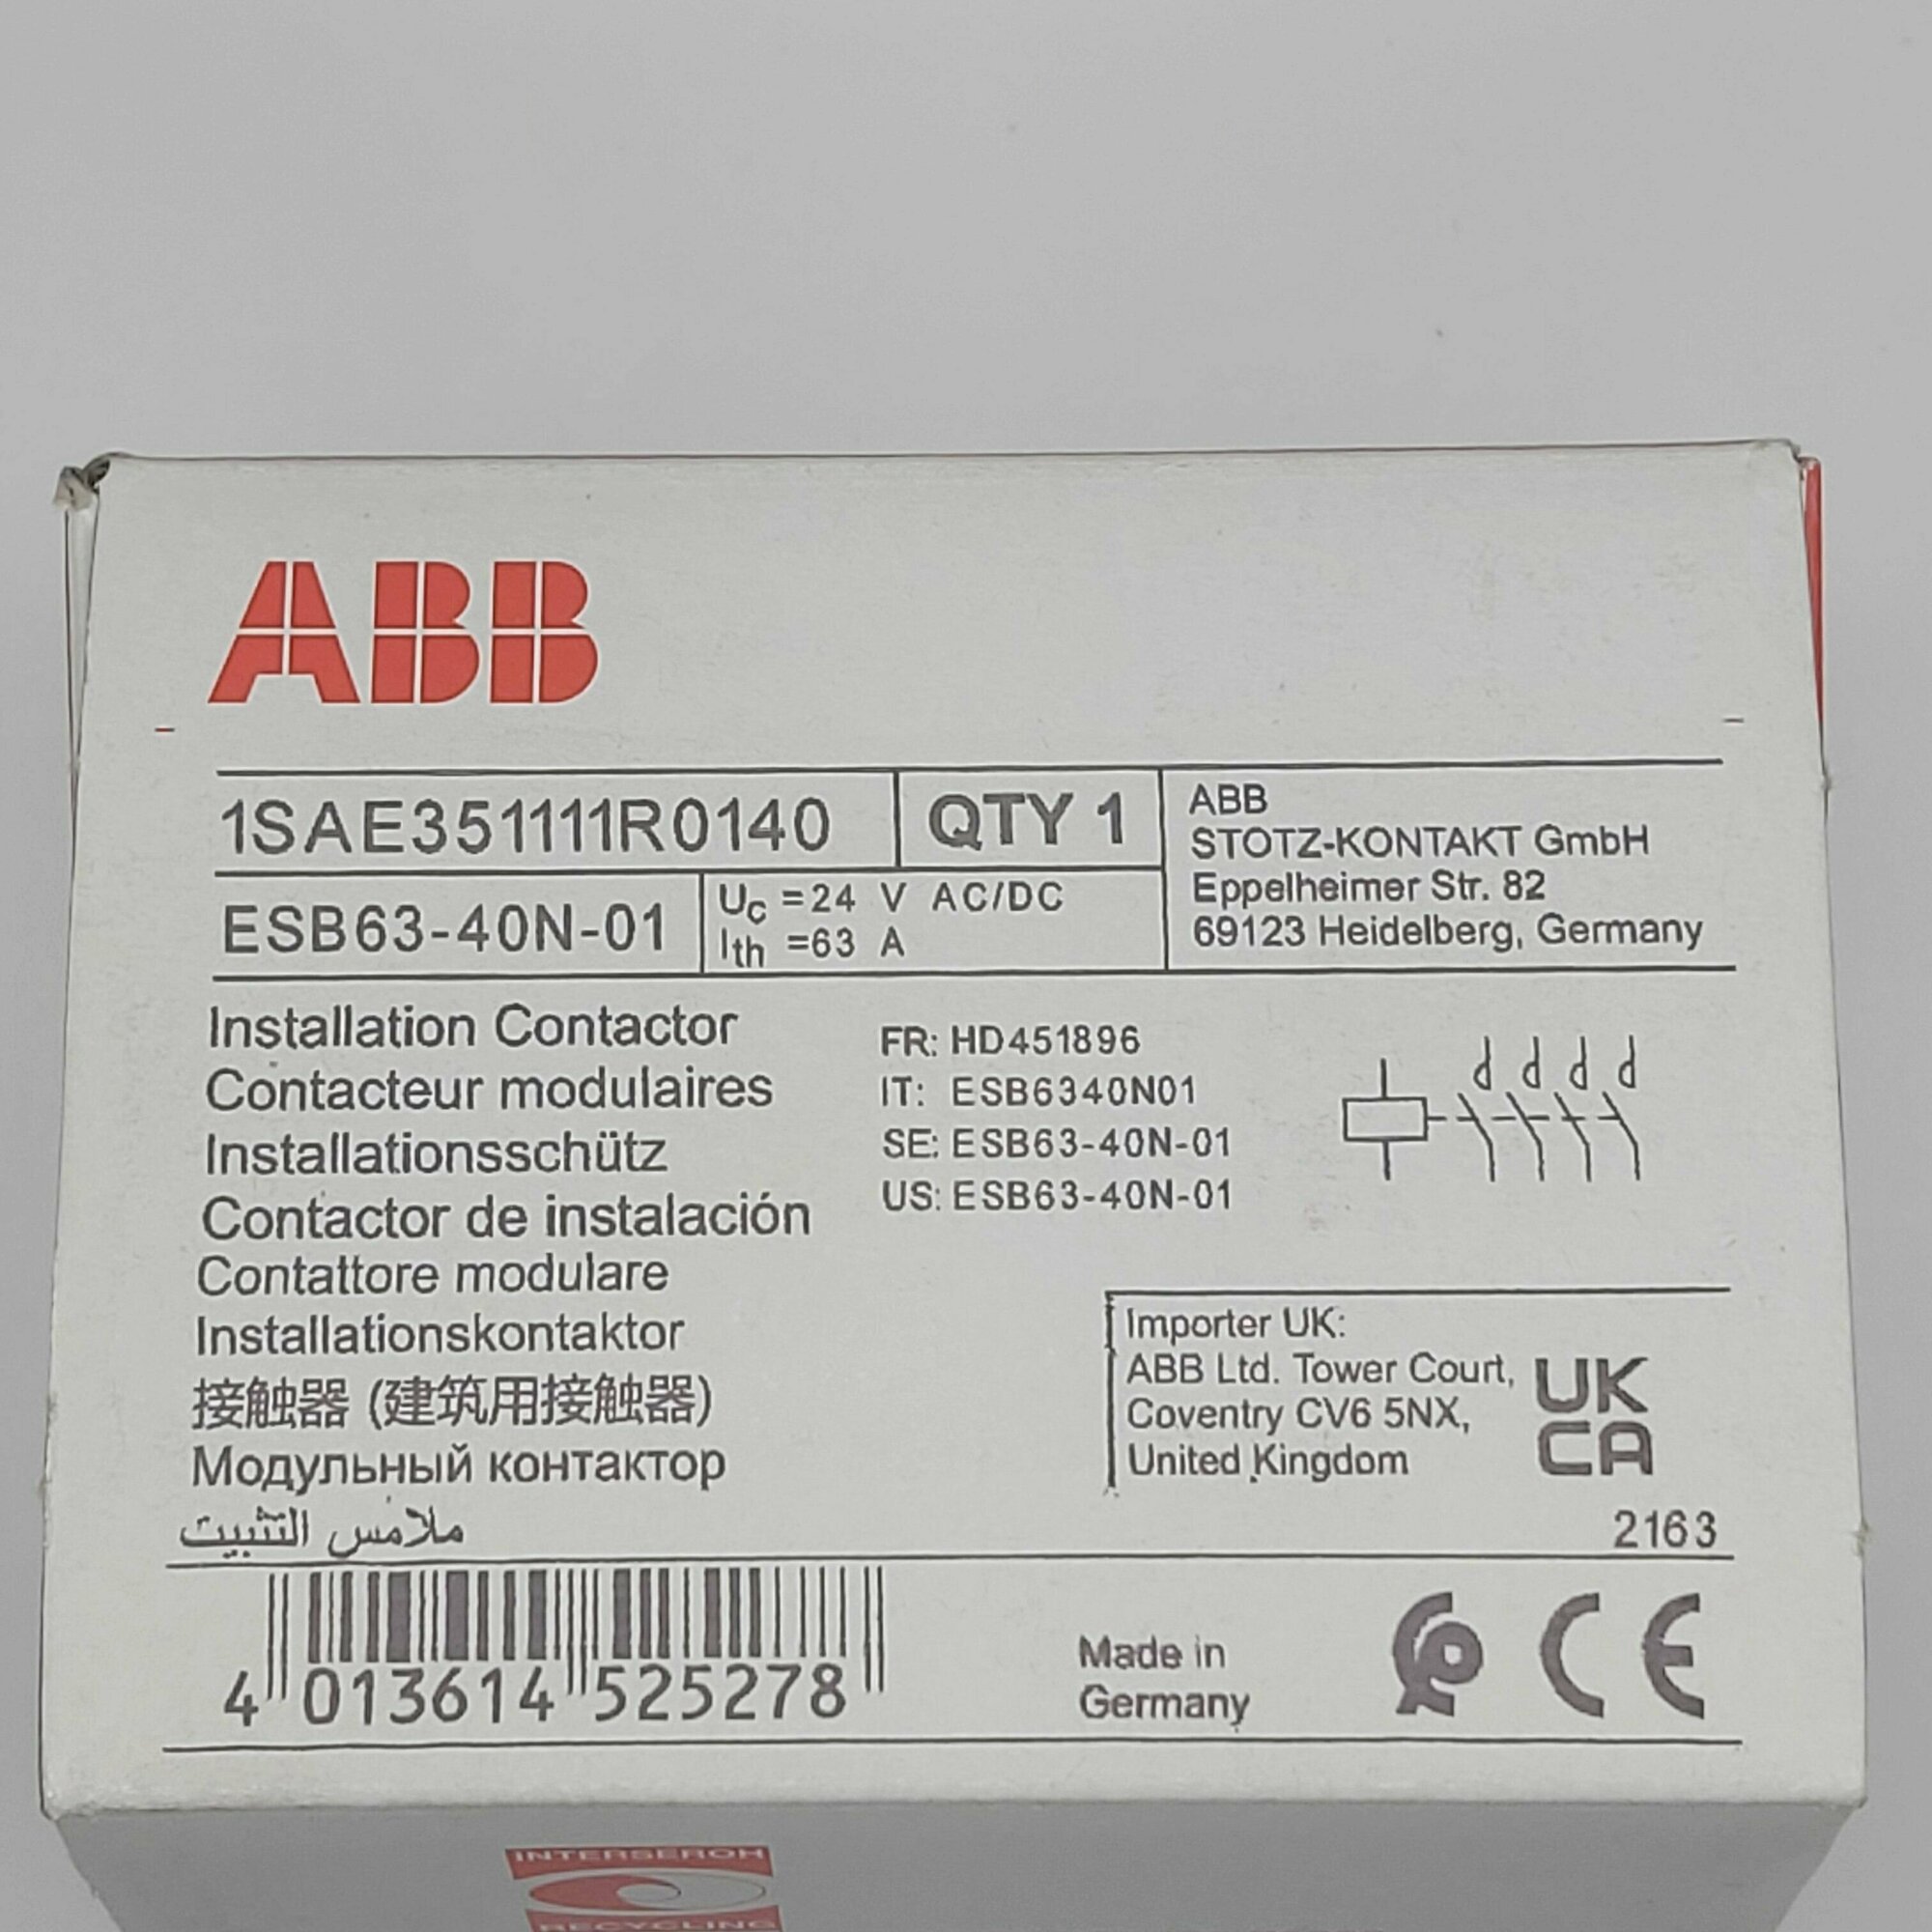 ABB
1SAE351111R0140
QTY 1
ABB
STOTZ-KONTAKT GmbH
Eppelheimer Str. 82
69123 Heidelberg, Germany
ESB63-40N-01
Uc =24 V AC/DC
Ith =63 A
Installation Contactor
Contacteur modulaires
Installationsschütz
Contactor de instalación
Contattore modulare
Installationskontaktor
接触器 (建筑用接触器)
Модульный контактор
ملامس التثبيت
FR: HD451896
IT: ESB6340N01
SE: ESB63-40N-01
US: ESB63-40N-01
Importer UK:
ABB Ltd. Tower Court,
Coventry CV6 5NX,
United Kingdom
UK
CA
2163
4 013614 525278
Made in
Germany
CE
INTERSEROH
RECYCLING